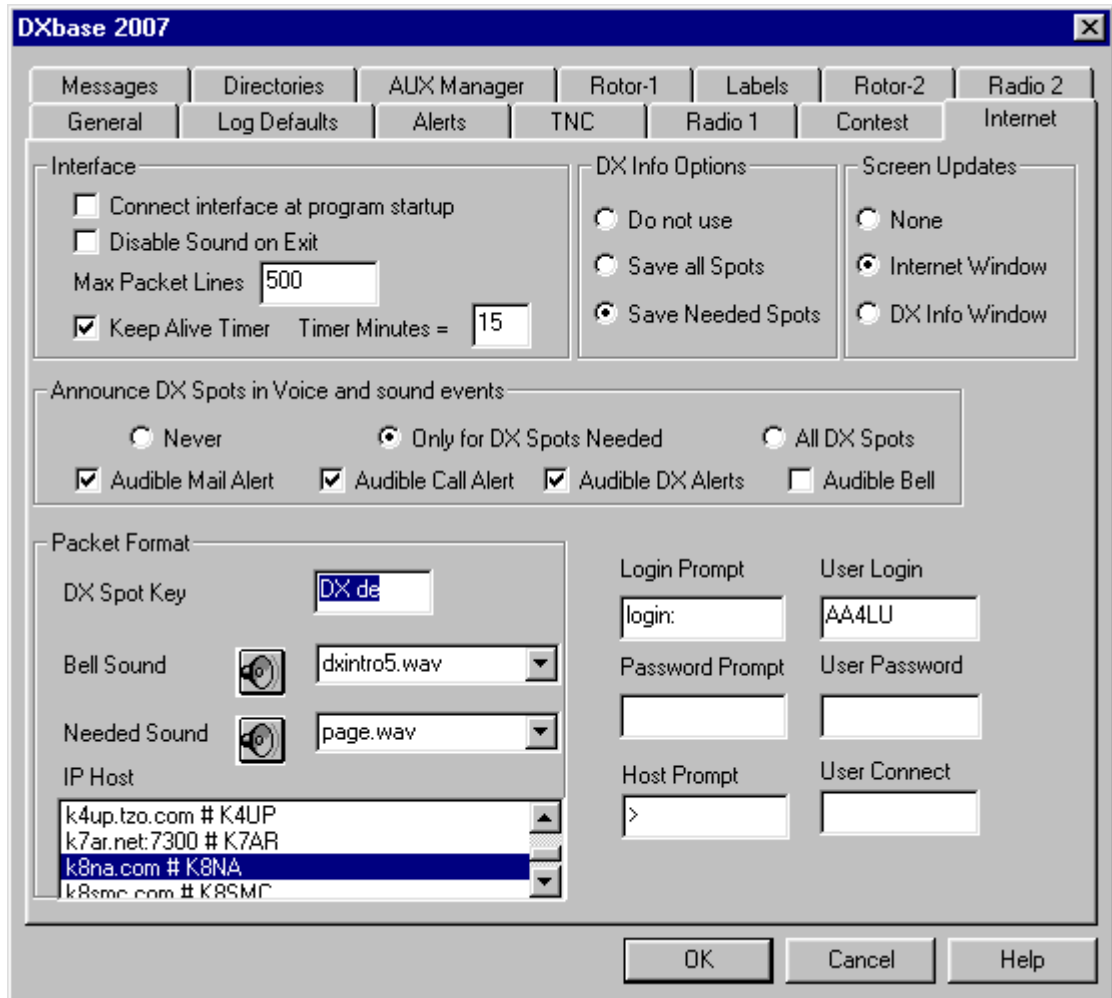 DXbase 2007
Messages Directories AUX Manager Rotor-1 Labels Rotor-2 Radio 2
General Log Defaults Alerts TNC Radio 1 Contest Internet
Interface
Connect interface at program startup
Disable Sound on Exit
Max Packet Lines 500
Keep Alive Timer Timer Minutes = 15
DX Info Options
Do not use
Save all Spots
Save Needed Spots
Screen Updates
None
Internet Window
DX Info Window
Announce DX Spots in Voice and sound events
Never Only for DX Spots Needed All DX Spots
Audible Mail Alert Audible Call Alert Audible DX Alerts Audible Bell
Packet Format
DX Spot Key DX de
Bell Sound dxintro5.wav
Needed Sound page.wav
IP Host
k4up.tzo.com # K4UP
k7ar.net:7300 # K7AR
k8na.com # K8NA
k8smc.com # K8SMC
Login Prompt User Login
login: AA4LU
Password Prompt User Password
Host Prompt User Connect
>
OK Cancel Help